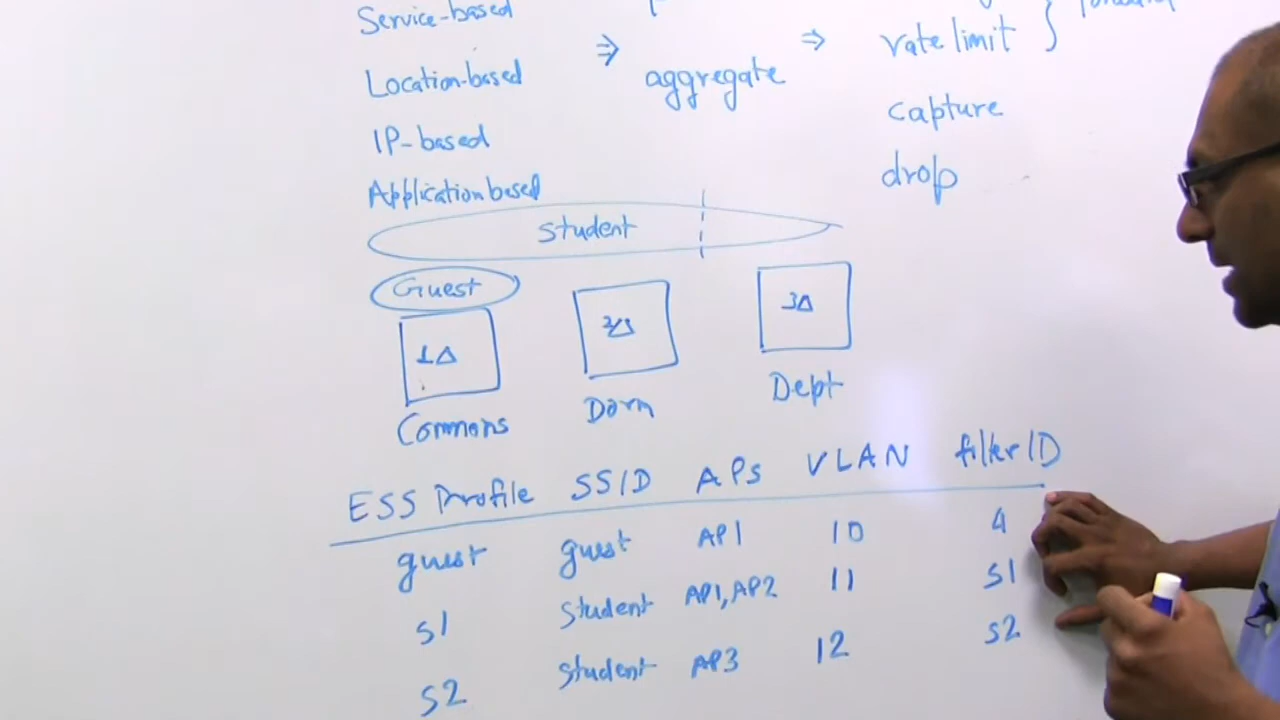 Service-based
rate limit
Location-based
⇒ aggregate ⇒
capture
IP-based
drop
Application based
Student
Guest
1Δ
2Δ
3Δ
Commons
Dorm
Dept
ESS Profile SSID APs VLAN filter ID
guest guest AP1 10 4
S1 Student AP1, AP2 11 S1
S2 Student AP3 12 S2